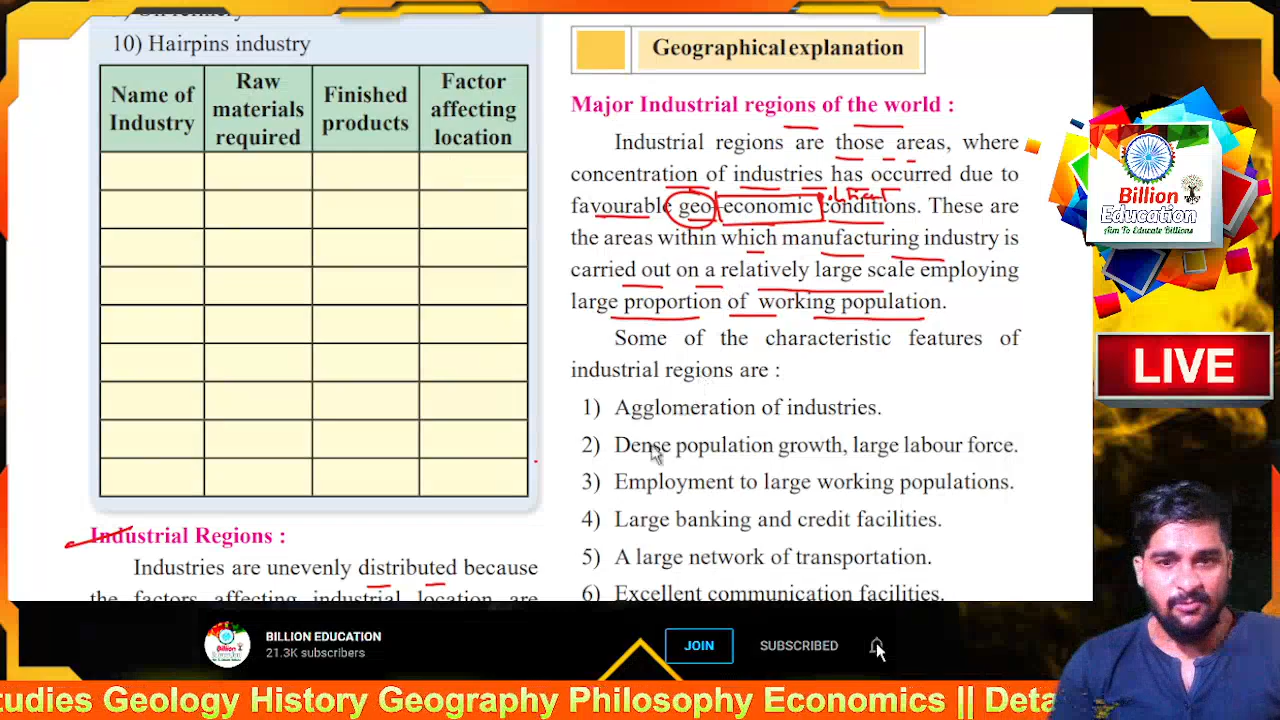 10) Hairpins industry
Name of Industry
Raw materials required
Finished products
Factor affecting location
Industrial Regions :
Industries are unevenly distributed because
the factors affecting industrial location are
Geographical explanation
Major Industrial regions of the world :
Industrial regions are those areas, where
concentration of industries has occurred due to
favourable geo-economic conditions. These are
the areas within which manufacturing industry is
carried out on a relatively large scale employing
large proportion of working population.
Some of the characteristic features of
industrial regions are :
1) Agglomeration of industries.
2) Dense population growth, large labour force.
3) Employment to large working populations.
4) Large banking and credit facilities.
5) A large network of transportation.
6) Excellent communication facilities.
Billion
Education
Aim To Educate Billions
LIVE
BILLION EDUCATION
21.3K subscribers
JOIN
SUBSCRIBED
tudies Geology History Geography Philosophy Economics || Deta